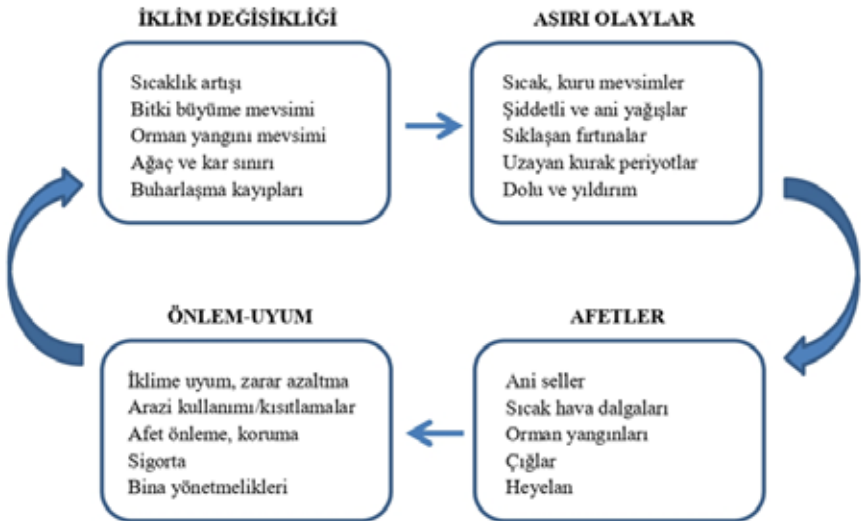 İKLİM DEĞİŞİKLİĞİ
Sıcaklık artışı
Bitki büyüme mevsimi
Orman yangını mevsimi
Ağaç ve kar sınırı
Buharlaşma kayıpları
AŞIRI OLAYLAR
Sıcak, kuru mevsimler
Şiddetli ve ani yağışlar
Sıklaşan fırtınalar
Uzayan kurak periyotlar
Dolu ve yıldırım
ÖNLEM-UYUM
İklime uyum, zarar azaltma
Arazi kullanımı/kısıtlamalar
Afet önleme, koruma
Sigorta
Bina yönetmelikleri
AFETLER
Ani seller
Sıcak hava dalgaları
Orman yangınları
Çığlar
Heyelan